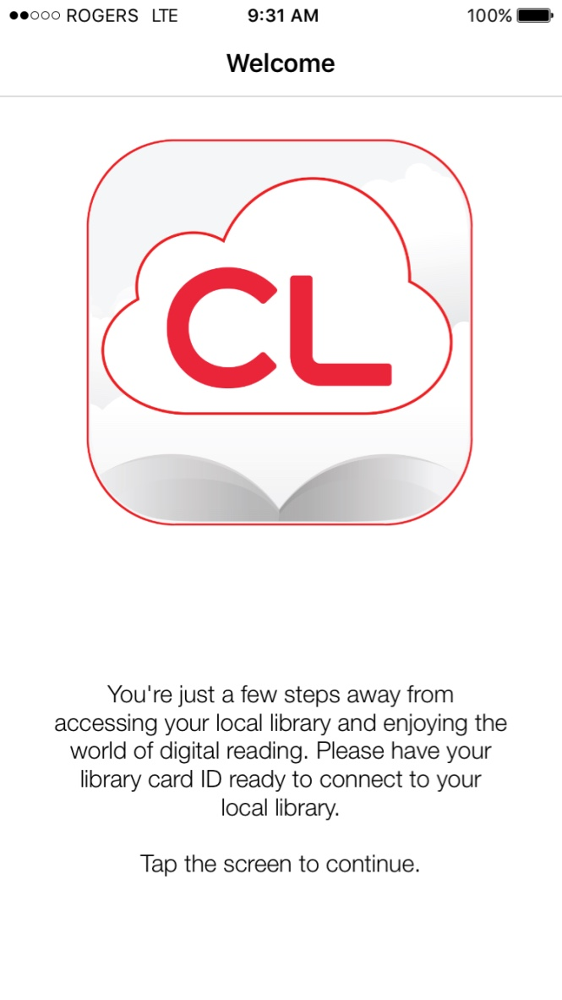 ROGERS LTE 9:31 AM 100%
Welcome
CL
You're just a few steps away from
accessing your local library and enjoying the
world of digital reading. Please have your
library card ID ready to connect to your
local library.
Tap the screen to continue.